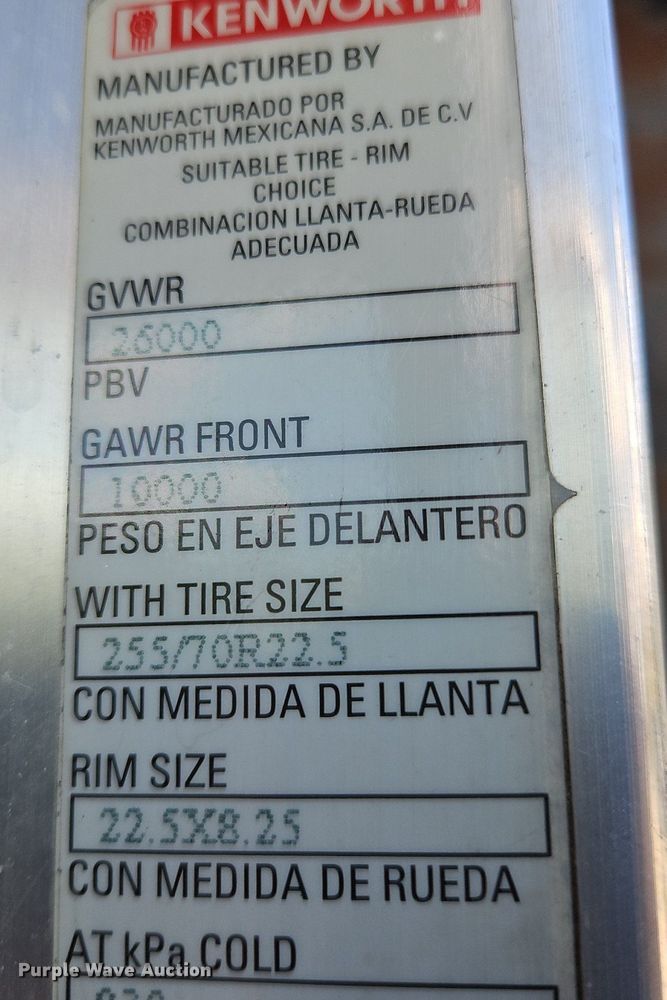 KENWORTH
MANUFACTURED BY
MANUFACTURADO POR
KENWORTH MEXICANA S.A. DE C.V
SUITABLE TIRE - RIM
CHOICE
COMBINACION LLANTA-RUEDA
ADECUADA
GVWR
26000
PBV
GAWR FRONT
10000
PESO EN EJE DELANTERO
WITH TIRE SIZE
255/70R22.5
CON MEDIDA DE LLANTA
RIM SIZE
22.5X8.25
CON MEDIDA DE RUEDA
AT kPa COLD
Purple Wave Auction